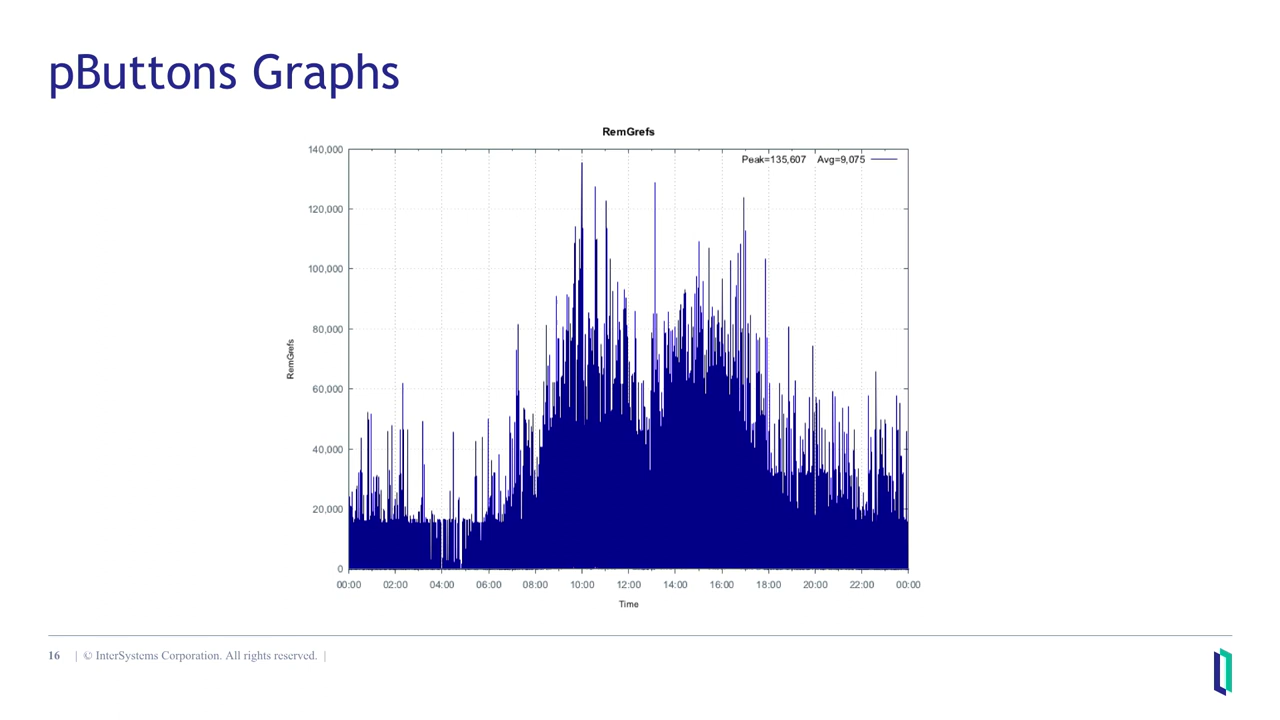 pButtons Graphs
RemGrefs
Peak=135,607 Avg=9,075
140,000
120,000
100,000
80,000
60,000
40,000
20,000
0
RemGrefs
00:00 02:00 04:00 06:00 08:00 10:00 12:00 14:00 16:00 18:00 20:00 22:00 00:00
Time
16 | © InterSystems Corporation. All rights reserved. |